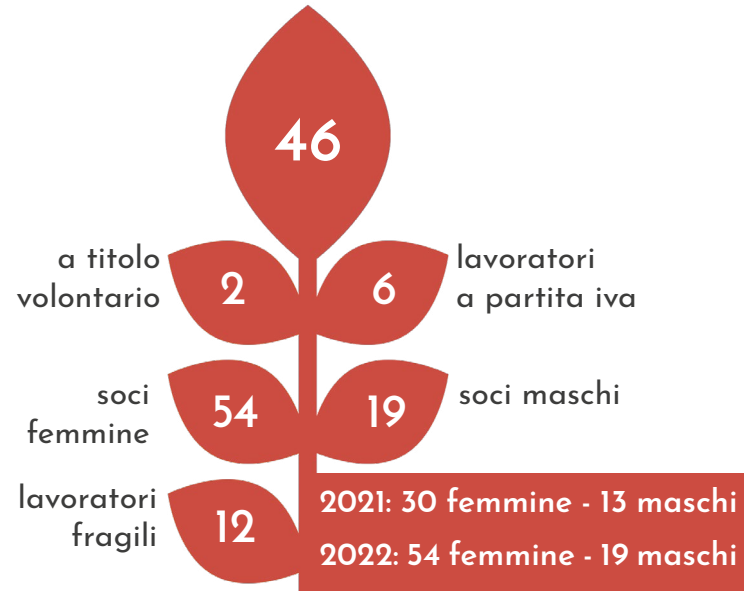 46
a titolo
volontario
2
6
lavoratori
a partita iva
soci
femmine
54
19
soci maschi
lavoratori
fragili
12
2021: 30 femmine - 13 maschi
2022: 54 femmine - 19 maschi